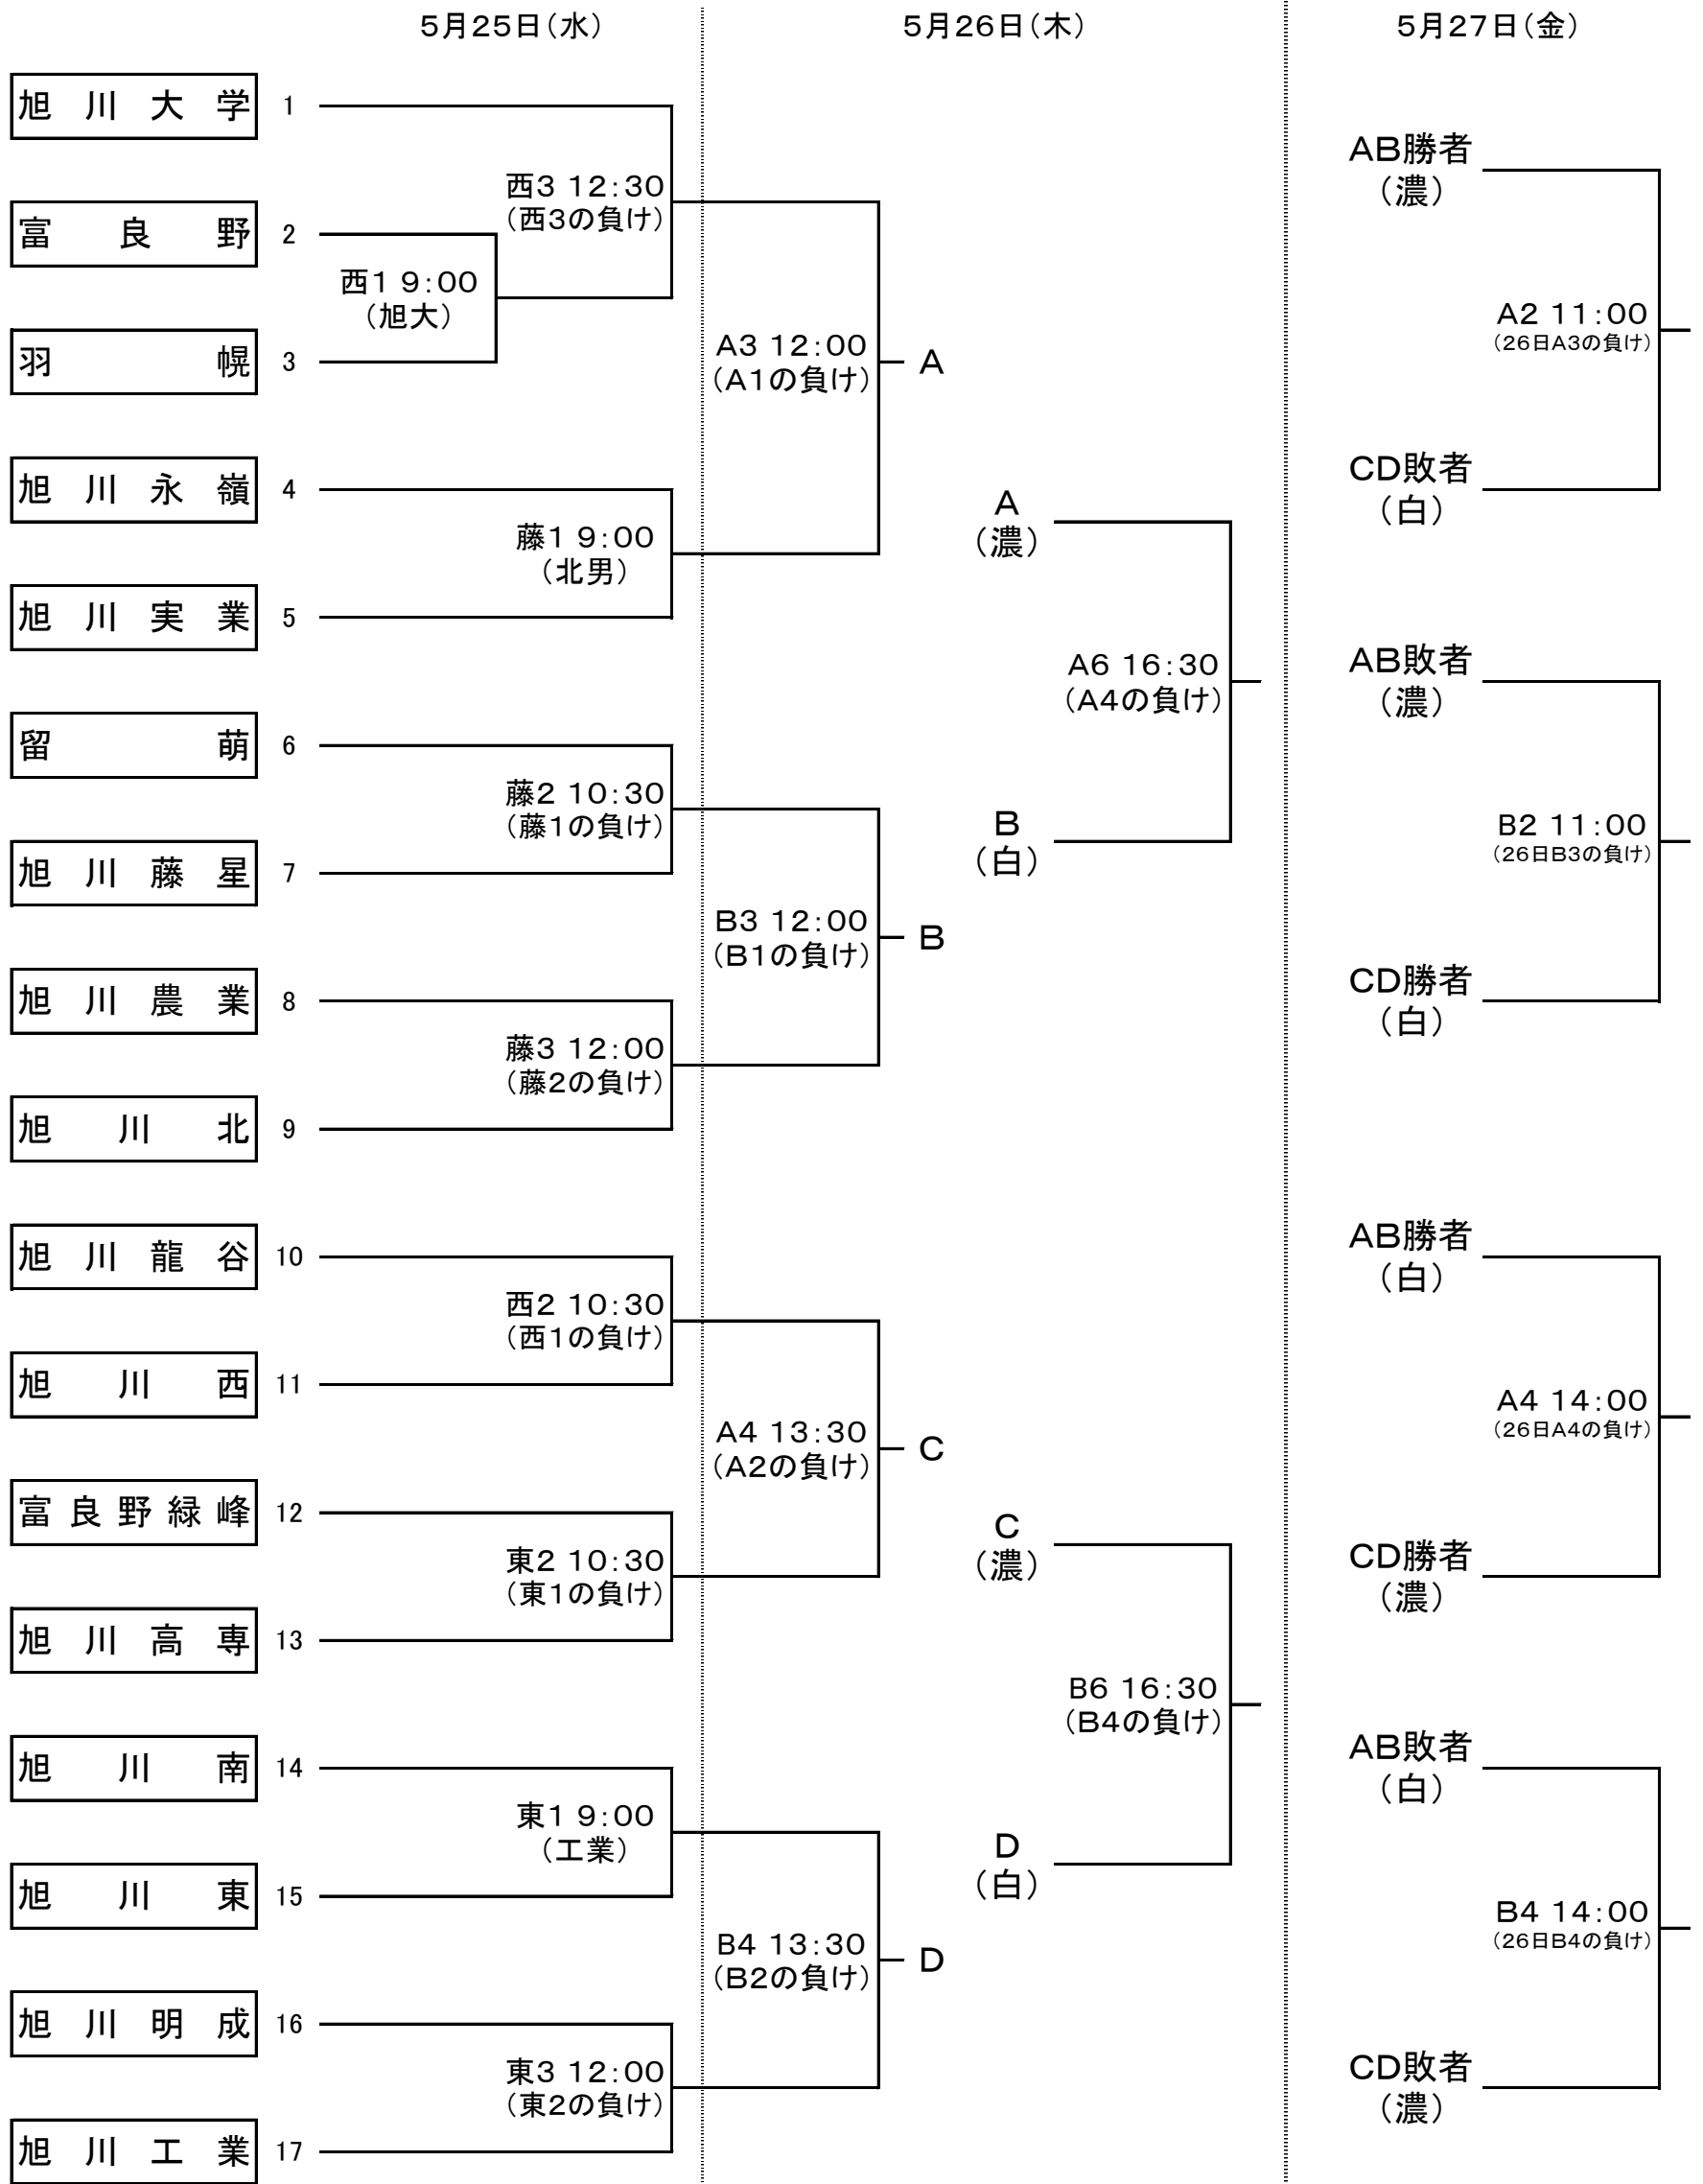 5月25日(水)
5月26日(木)
5月27日(金)
旭川大学 1
富良野 2
羽幌 3
旭川永嶺 4
旭川実業 5
留萌 6
旭川藤星 7
旭川農業 8
旭川北 9
旭川龍谷 10
旭川西 11
富良野緑峰 12
旭川高専 13
旭川南 14
旭川東 15
旭川明成 16
旭川工業 17
西1 9:00
(旭大)
西3 12:30
(西3の負け)
藤1 9:00
(北男)
藤2 10:30
(藤1の負け)
藤3 12:00
(藤2の負け)
西2 10:30
(西1の負け)
東2 10:30
(東1の負け)
東1 9:00
(工業)
東3 12:00
(東2の負け)
A3 12:00
(A1の負け)
A
B3 12:00
(B1の負け)
B
A4 13:30
(A2の負け)
C
B4 13:30
(B2の負け)
D
A
(濃)
A6 16:30
(A4の負け)
B
(白)
C
(濃)
B6 16:30
(B4の負け)
D
(白)
AB勝者
(濃)
A2 11:00
(26日A3の負け)
CD敗者
(白)
AB敗者
(濃)
B2 11:00
(26日B3の負け)
CD勝者
(白)
AB勝者
(白)
A4 14:00
(26日A4の負け)
CD勝者
(濃)
AB敗者
(白)
B4 14:00
(26日B4の負け)
CD敗者
(濃)